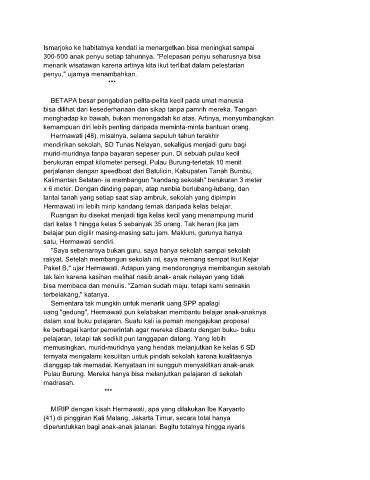 Ismarjoko ke habitatnya kendati ia menargetkan bisa meningkat sampai
300-500 anak penyu setiap tahunnya. "Pelepasan penyu seharusnya bisa
menarik wisatawan karena artinya kita ikut terlibat dalam pelestarian
penyu," ujarnya menambahkan.
***
BETAPA besar pengabdian pelita-pelita kecil pada umat manusia
bisa dilihat dari kesederhanaan dan sikap tanpa pamrih mereka. Tangan
menghadap ke bawah, bukan menengadah ke atas. Artinya, menyumbangkan
kemampuan diri lebih penting daripada meminta-minta bantuan orang.
Hermawati (48), misalnya, selama sepuluh tahun terakhir
mendirikan sekolah, SD Tunas Nelayan, sekaligus menjadi guru bagi
murid-muridnya tanpa bayaran sepeser pun. Di sebuah pulau kecil
berukuran empat kilometer persegi, Pulau Burung-terletak 10 menit
perjalanan dengan speedboat dari Batulicin, Kabupaten Tanah Bumbu,
Kalimantan Selatan- ia membangun "kandang sekolah" berukuran 3 meter
x 6 meter. Dengan dinding papan, atap rumbia berlubang-lubang, dan
lantai tanah yang setiap saat siap ambruk, sekolah yang dipimpin
Hermawati ini lebih mirip kandang ternak daripada kelas belajar.
Ruangan itu disekat menjadi tiga kelas kecil yang menampung murid
dari kelas 1 hingga kelas 5 sebanyak 35 orang. Tak heran jika jam
belajar pun digilir masing-masing satu jam. Maklum, gurunya hanya
satu, Hermawati sendiri.
"Saya sebenarnya bukan guru, saya hanya sekolah sampai sekolah
rakyat. Setelah membangun sekolah ini, saya memang sempat ikut Kejar
Paket B," ujar Hermawati. Adapun yang mendorongnya membangun sekolah
tak lain karena kasihan melihat nasib anak- anak nelayan yang tidak
bisa membaca dan menulis. "Zaman sudah maju, tetapi kami semakin
terbelakang," katanya.
Sementara tak mungkin untuk menarik uang SPP apalagi
uang "gedung", Hermawati pun kelabakan membantu belajar anak-anaknya
dalam soal buku pelajaran. Suatu kali ia pernah mengajukan proposal
ke berbagai kantor pemerintah agar mereka dibantu dengan buku- buku
pelajaran, tetapi tak sedikit pun tanggapan datang. Yang lebih
memusingkan, murid-muridnya yang hendak melanjutkan ke kelas 6 SD
ternyata mengalami kesulitan untuk pindah sekolah karena kualitasnya
dianggap tak memadai. Kenyataan ini sungguh menyakitkan anak-anak
Pulau Burung. Mereka hanya bisa melanjutkan pelajaran di sekolah
madrasah.
***
MIRIP dengan kisah Hermawati, apa yang dilakukan Ibe Karyanto
(41) di pinggiran Kali Malang, Jakarta Timur, secara total hanya
diperuntukkan bagi anak-anak jalanan. Begitu totalnya hingga nyaris